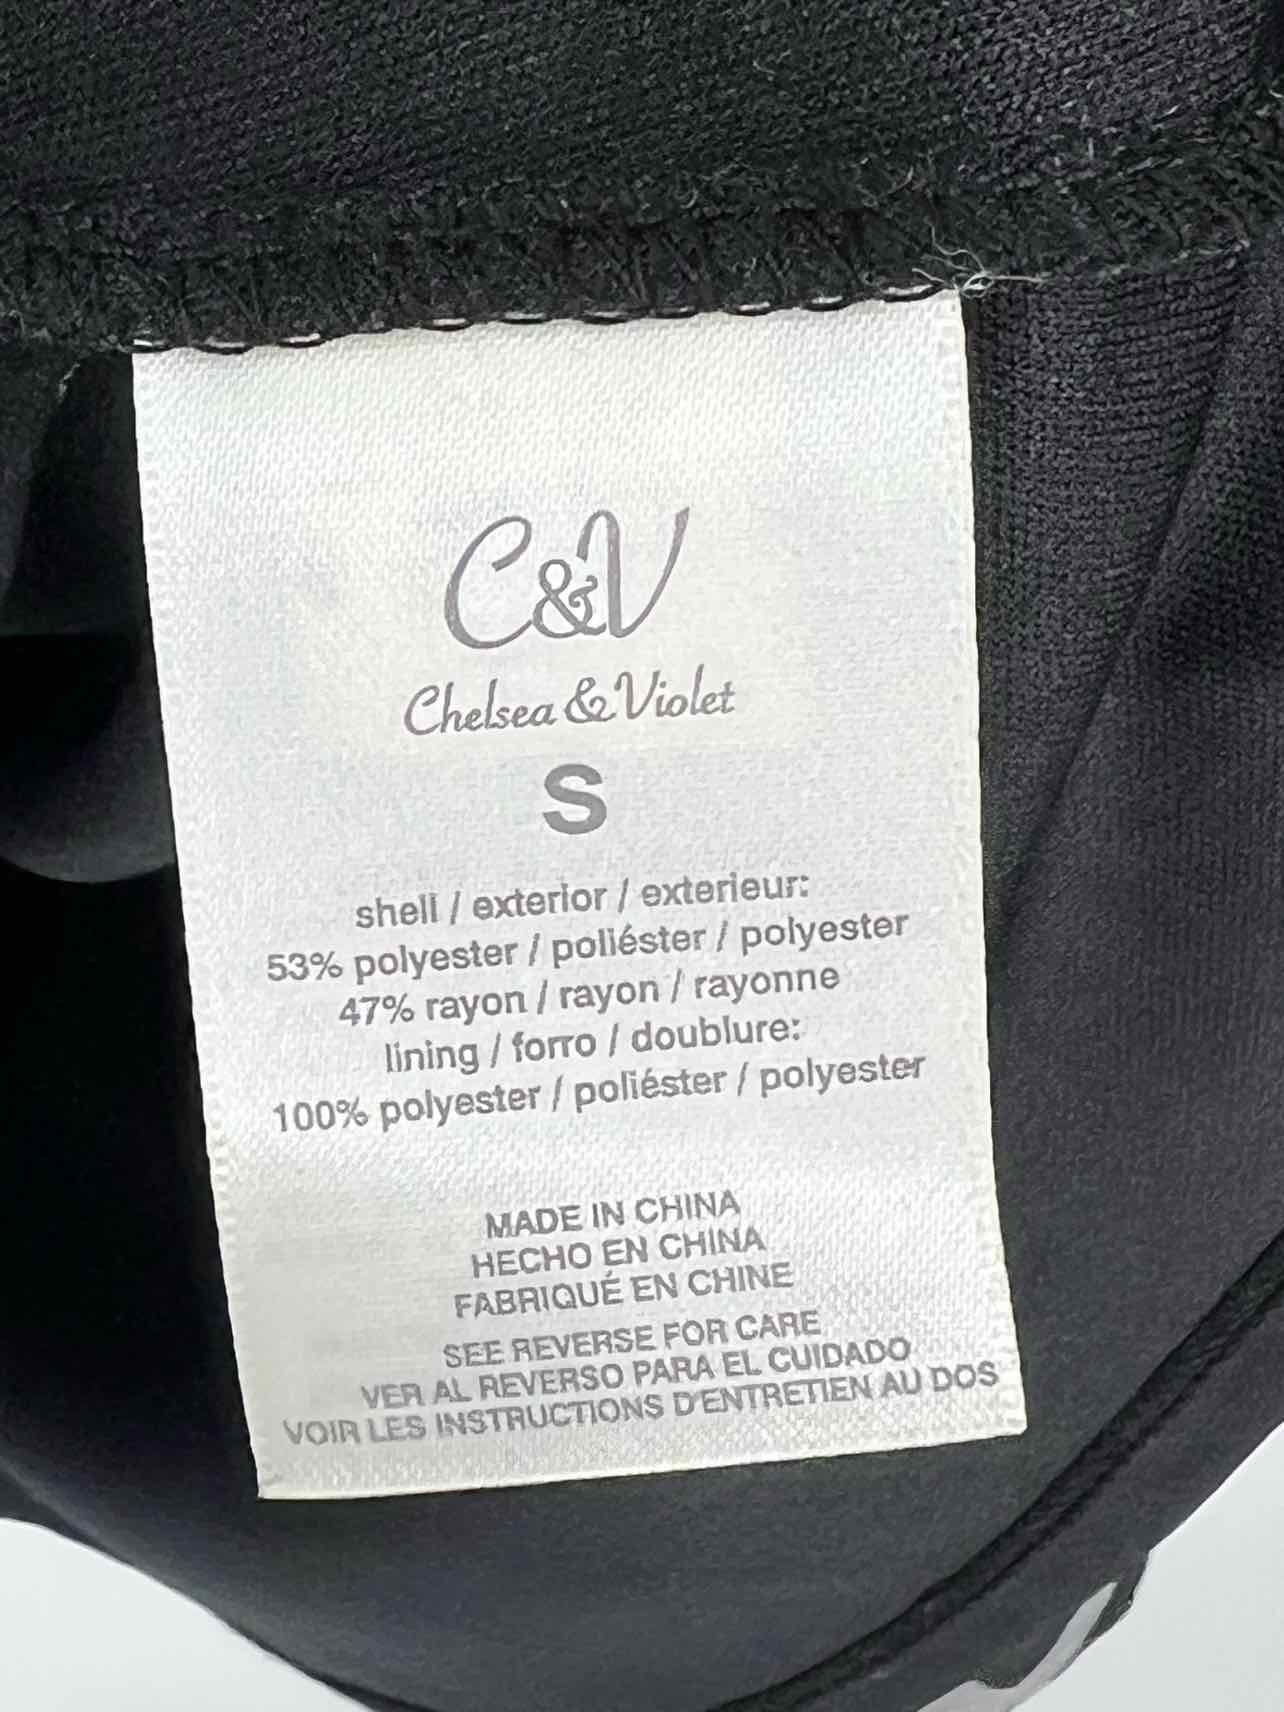 C&V
Chelsea & Violet
S
shell / exterior / exterieur:
53% polyester / poliéster / polyester
47% rayon / rayon / rayonne
lining / forro / doublure:
100% polyester / poliéster / polyester
MADE IN CHINA
HECHO EN CHINA
FABRIQUÉ EN CHINE
SEE REVERSE FOR CARE
VER AL REVERSO PARA EL CUIDADO
VOIR LES INSTRUCTIONS D'ENTRETIEN AU DOS